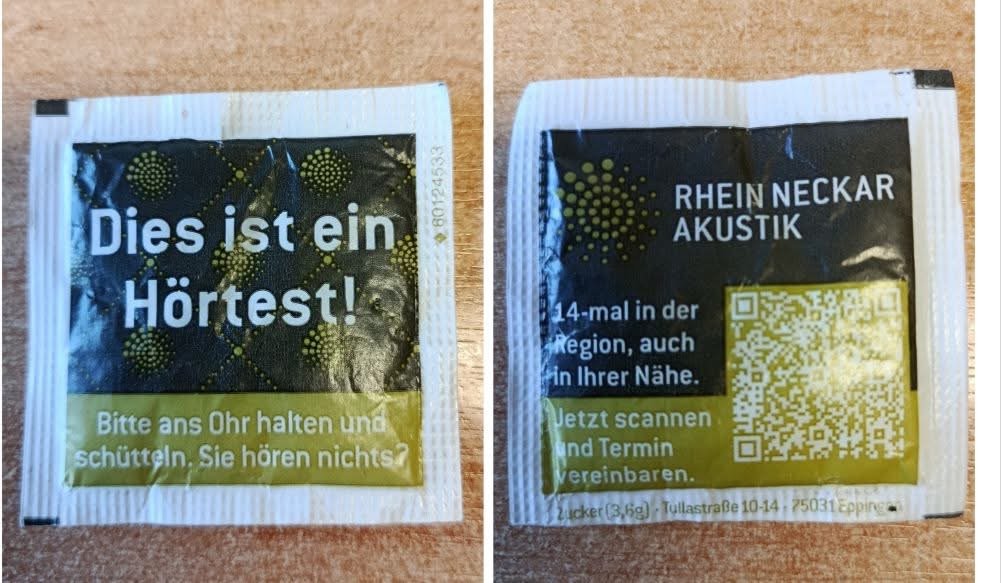 Dies ist ein
Hörtest!
Bitte ans Ohr halten und
schütteln. Sie hören nichts?
60124533
RHEIN NECKAR
AKUSTIK
14-mal in der
Region, auch
in Ihrer Nähe.
Jetzt scannen
und Termin
vereinbaren.
Zucker (3,6g) · Tullastraße 10-14 · 75031 Eppingen